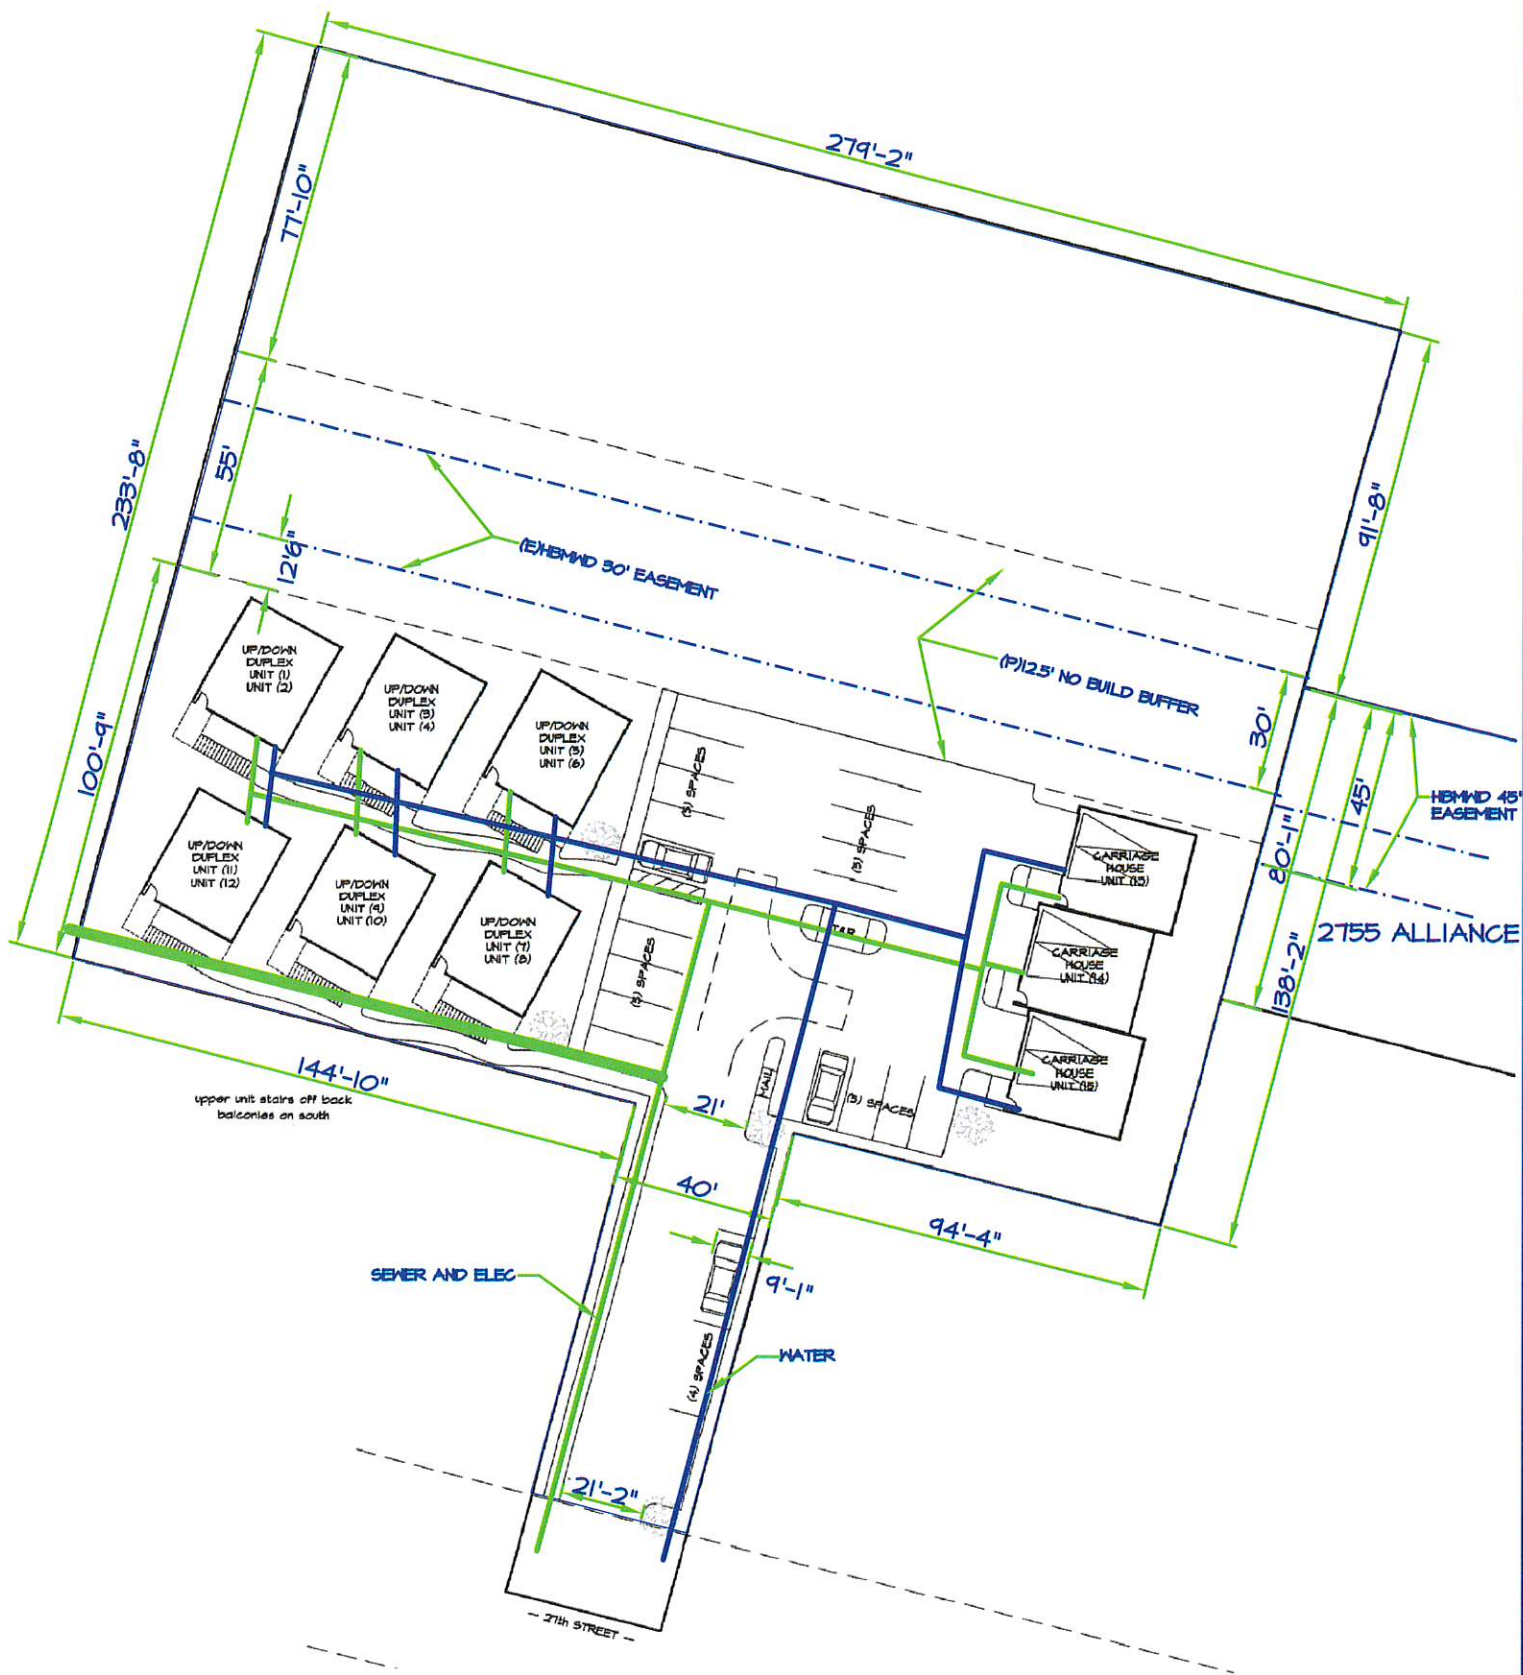 279'-2"
77'-10"
233'-8"
55'
12'6"
(E)HBMWD 30' EASEMENT
91'-8"
(P)12.5' NO BUILD BUFFER
30'
45'
HBMWD 45'
EASEMENT
80'-1"
138'-2"
2755 ALLIANCE
100'-9"
UP/DOWN
DUPLEX
UNIT (1)
UNIT (2)
UP/DOWN
DUPLEX
UNIT (3)
UNIT (4)
UP/DOWN
DUPLEX
UNIT (5)
UNIT (6)
(5) SPACES
(5) SPACES
UP/DOWN
DUPLEX
UNIT (11)
UNIT (12)
UP/DOWN
DUPLEX
UNIT (9)
UNIT (10)
UP/DOWN
DUPLEX
UNIT (7)
UNIT (8)
(5) SPACES
T&R
CARRIAGE
HOUSE
UNIT (15)
CARRIAGE
HOUSE
UNIT (14)
CARRIAGE
HOUSE
144'-10"
upper unit stairs off back
balconies on south
21'
MAIL
(3) SPACES
40'
94'-4"
SEWER AND ELEC
9'-1"
(4) SPACES
WATER
21'-2"
- 27th STREET -